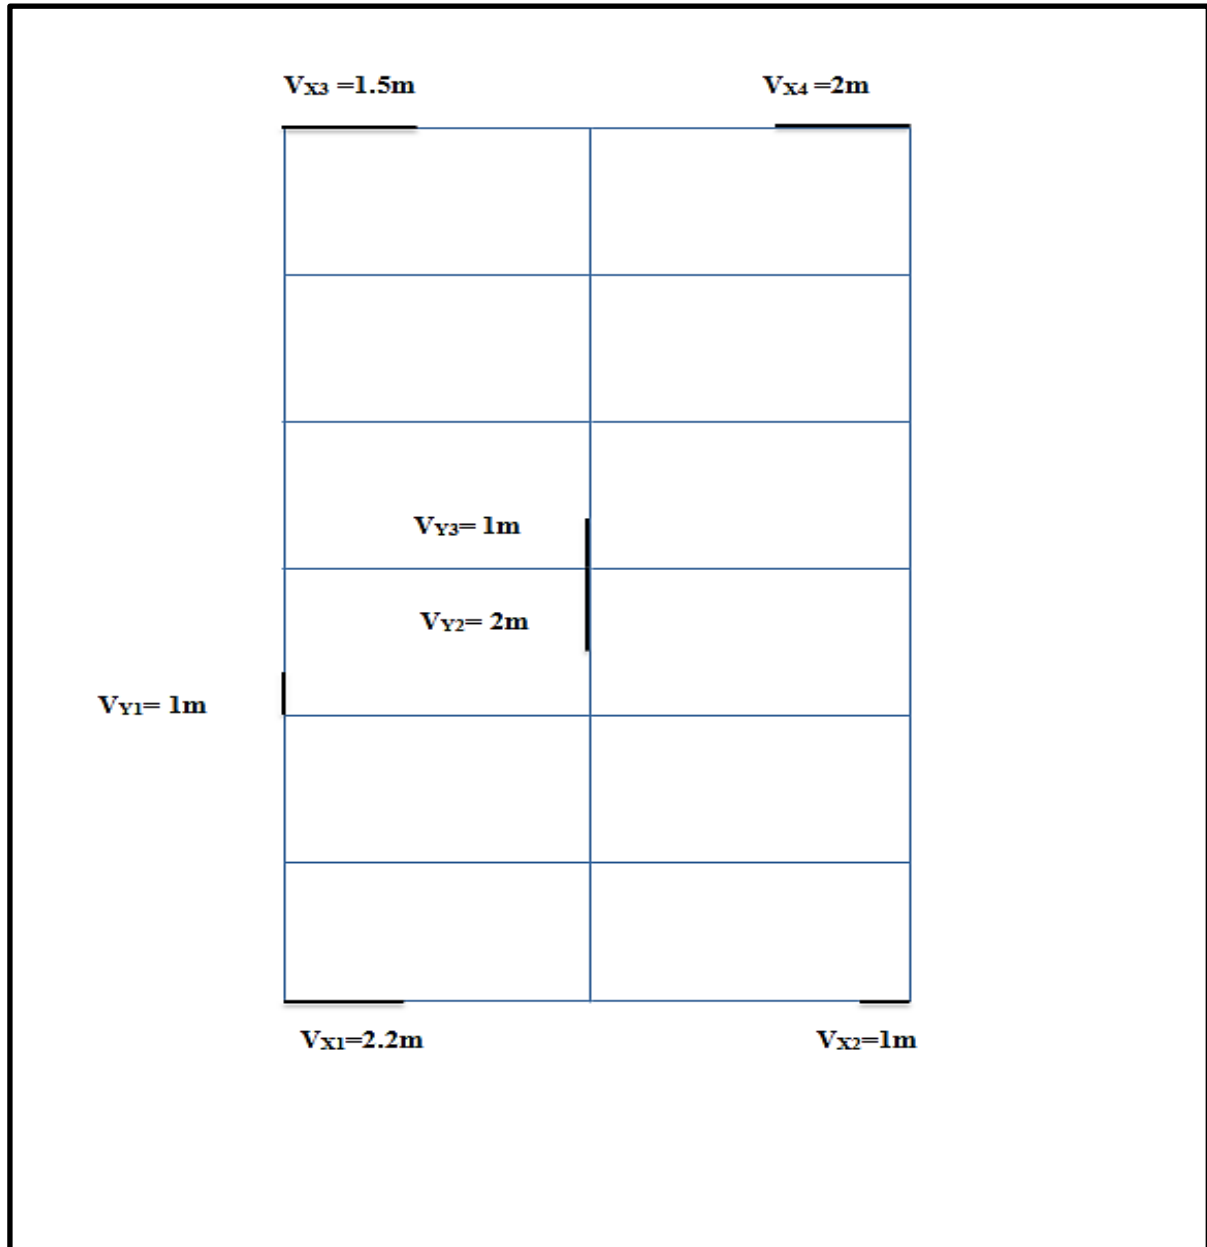 VX3 =1.5m
VX4 =2m
VY3= 1m
VY2= 2m
VY1= 1m
VX1=2.2m
VX2=1m